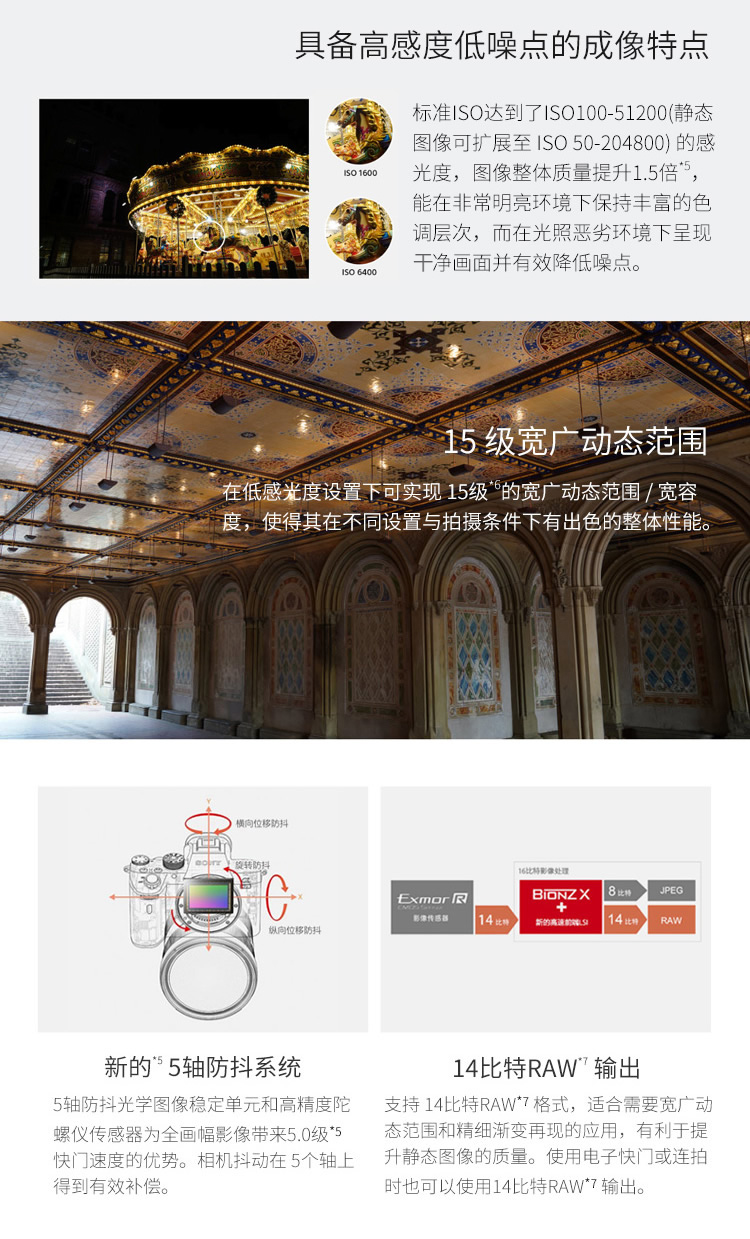 具备高感度低噪点的成像特点
标准ISO达到了ISO100-51200(静态
图像可扩展至 ISO 50-204800) 的感
光度，图像整体质量提升1.5倍*5，
能在非常明亮环境下保持丰富的色
调层次，而在光照恶劣环境下呈现
干净画面并有效降低噪点。
ISO 1600
ISO 6400
15 级宽广动态范围
在低感光度设置下可实现 15级*6的宽广动态范围 / 宽容
度，使得其在不同设置与拍摄条件下有出色的整体性能。
Y
横向位移防抖
SONY
旋转防抖
X
纵向位移防抖
16比特影像处理
Exmor R
CMOS Sensor
影像传感器
14 比特
BIONZ X
+
新的高速前端LSI
8 比特
JPEG
14 比特
RAW
新的*5 5轴防抖系统
5轴防抖光学图像稳定单元和高精度陀
螺仪传感器为全画幅影像带来5.0级*5
快门速度的优势。相机抖动在 5个轴上
得到有效补偿。
14比特RAW*7 输出
支持 14比特RAW*7 格式，适合需要宽广动
态范围和精细渐变再现的应用，有利于提
升静态图像的质量。使用电子快门或连拍
时也可以使用14比特RAW*7 输出。